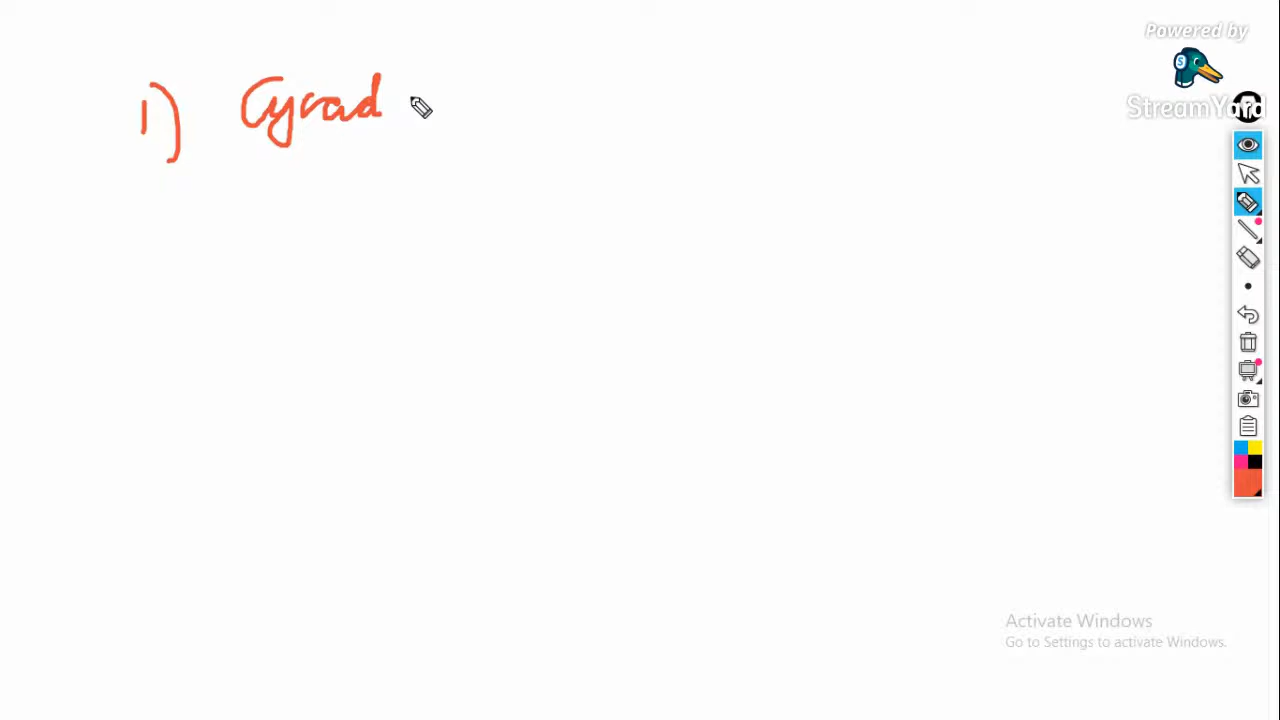 Powered by
1) Cyrad
StreamYard
Activate Windows
Go to Settings to activate Windows.